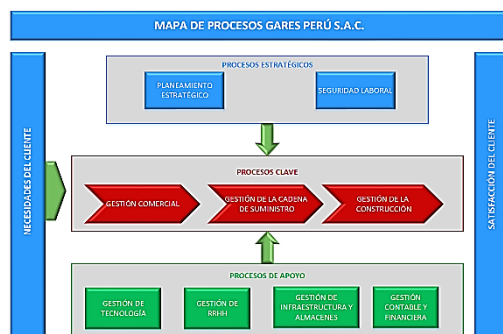 MAPA DE PROCESOS GARES PERÚ S.A.C.
NECESIDADES DEL CLIENTE
PROCESOS ESTRATÉGICOS
PLANEAMIENTO
ESTRATÉGICO
SEGURIDAD LABORAL
PROCESOS CLAVE
GESTIÓN COMERCIAL
GESTIÓN DE LA CADENA
DE SUMINISTRO
GESTIÓN DE LA
CONSTRUCCIÓN
PROCESOS DE APOYO
GESTIÓN DE
TECNOLOGÍA
GESTIÓN DE
RRHH
GESTIÓN DE
INFRAESTRUCTURA Y
ALMACENES
GESTIÓN CONTABLE Y
FINANCIERA
SATISFACCIÓN DEL CLIENTE